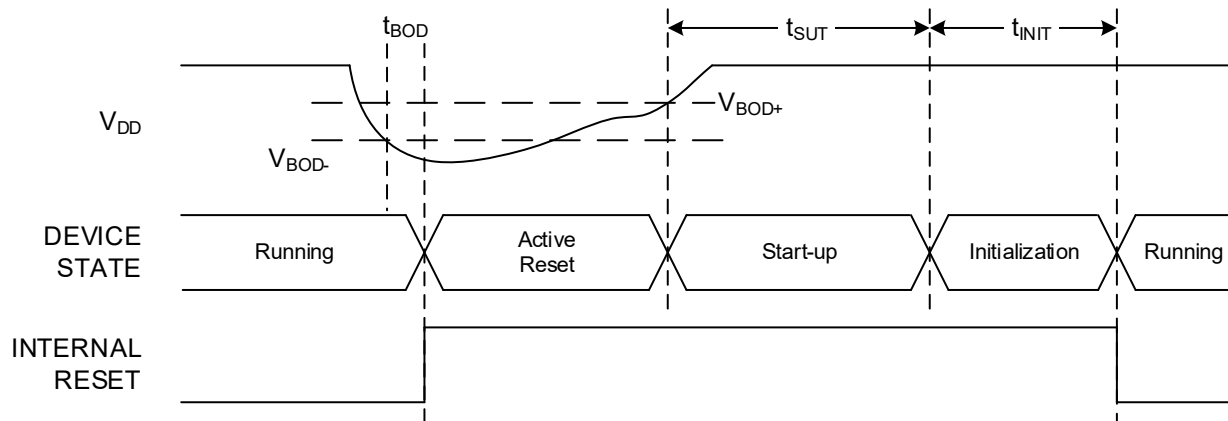 tBOD
tSUT
tINIT
VDD
VBOD+
VBOD-
DEVICE
STATE
Running
Active
Reset
Start-up
Initialization
Running
INTERNAL
RESET